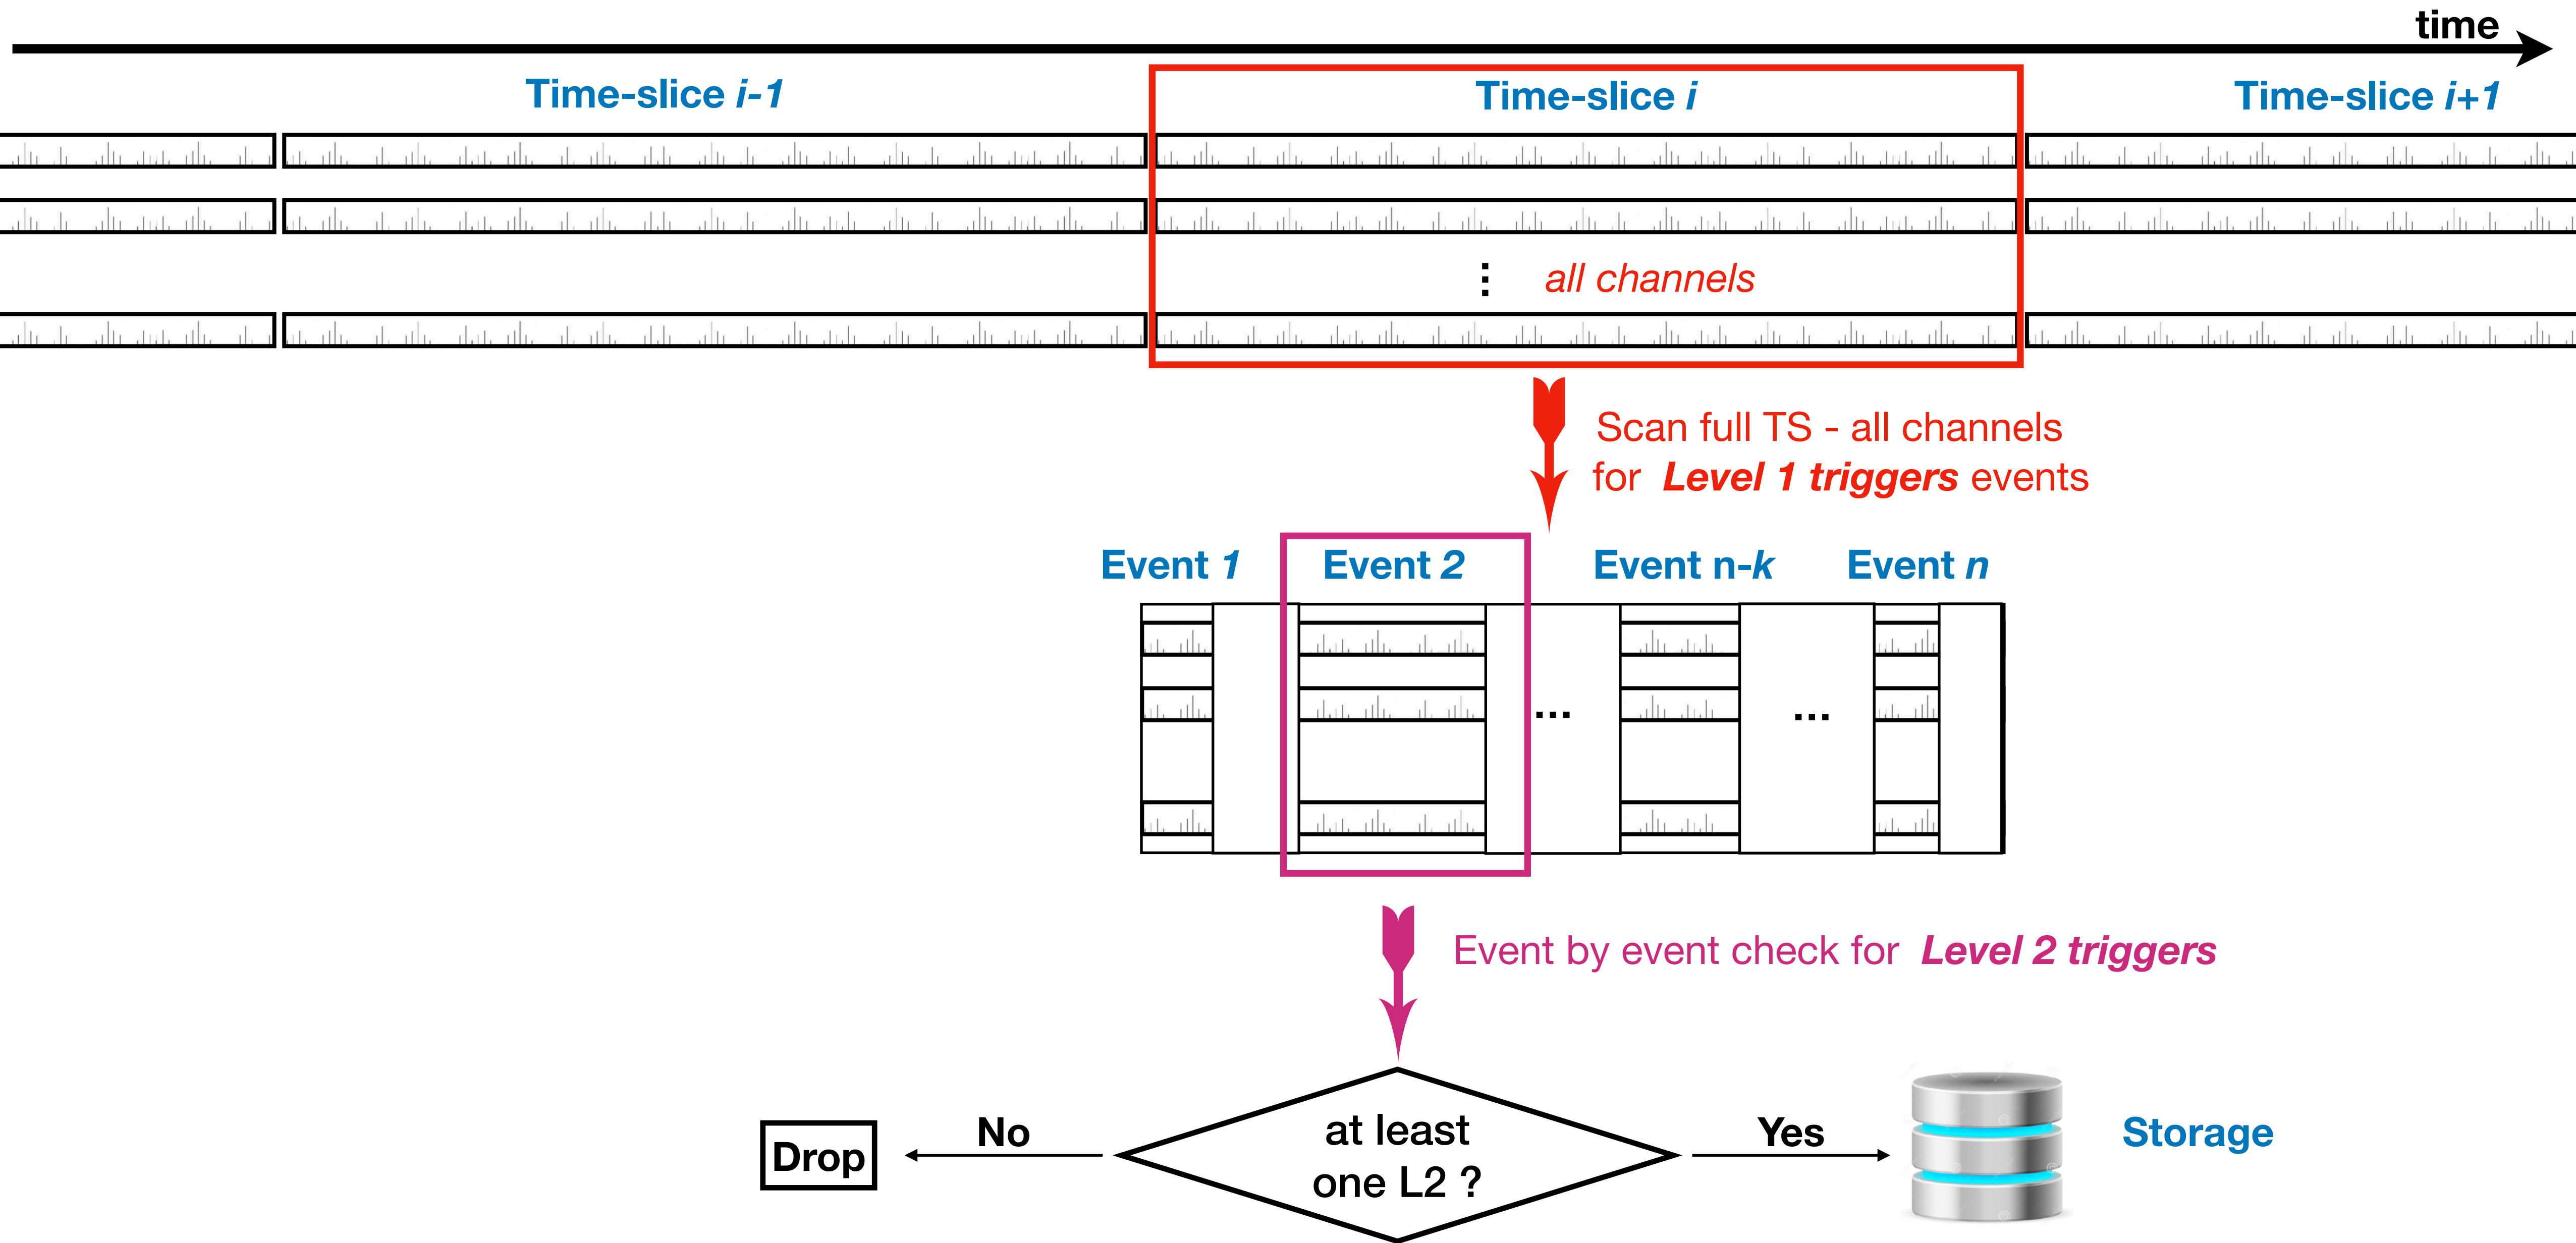 time
Time-slice i-1
Time-slice i
Time-slice i+1
⋮ all channels
Scan full TS - all channels
for Level 1 triggers events
Event 1
Event 2
Event n-k
Event n
...
...
Event by event check for Level 2 triggers
at least
one L2 ?
No
Yes
Drop
Storage